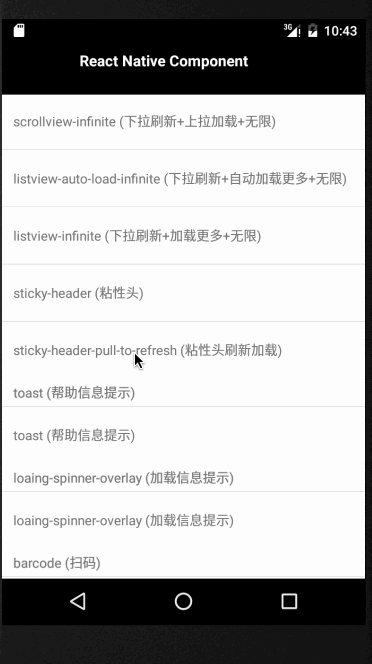 3G 10:43
React Native Component
scrollview-infinite (下拉刷新+上拉加载+无限)
listview-auto-load-infinite (下拉刷新+自动加载更多+无限)
listview-infinite (下拉刷新+加载更多+无限)
sticky-header (粘性头)
sticky-header-pull-to-refresh (粘性头刷新加载)
toast (帮助信息提示)
toast (帮助信息提示)
loaing-spinner-overlay (加载信息提示)
loaing-spinner-overlay (加载信息提示)
barcode (扫码)